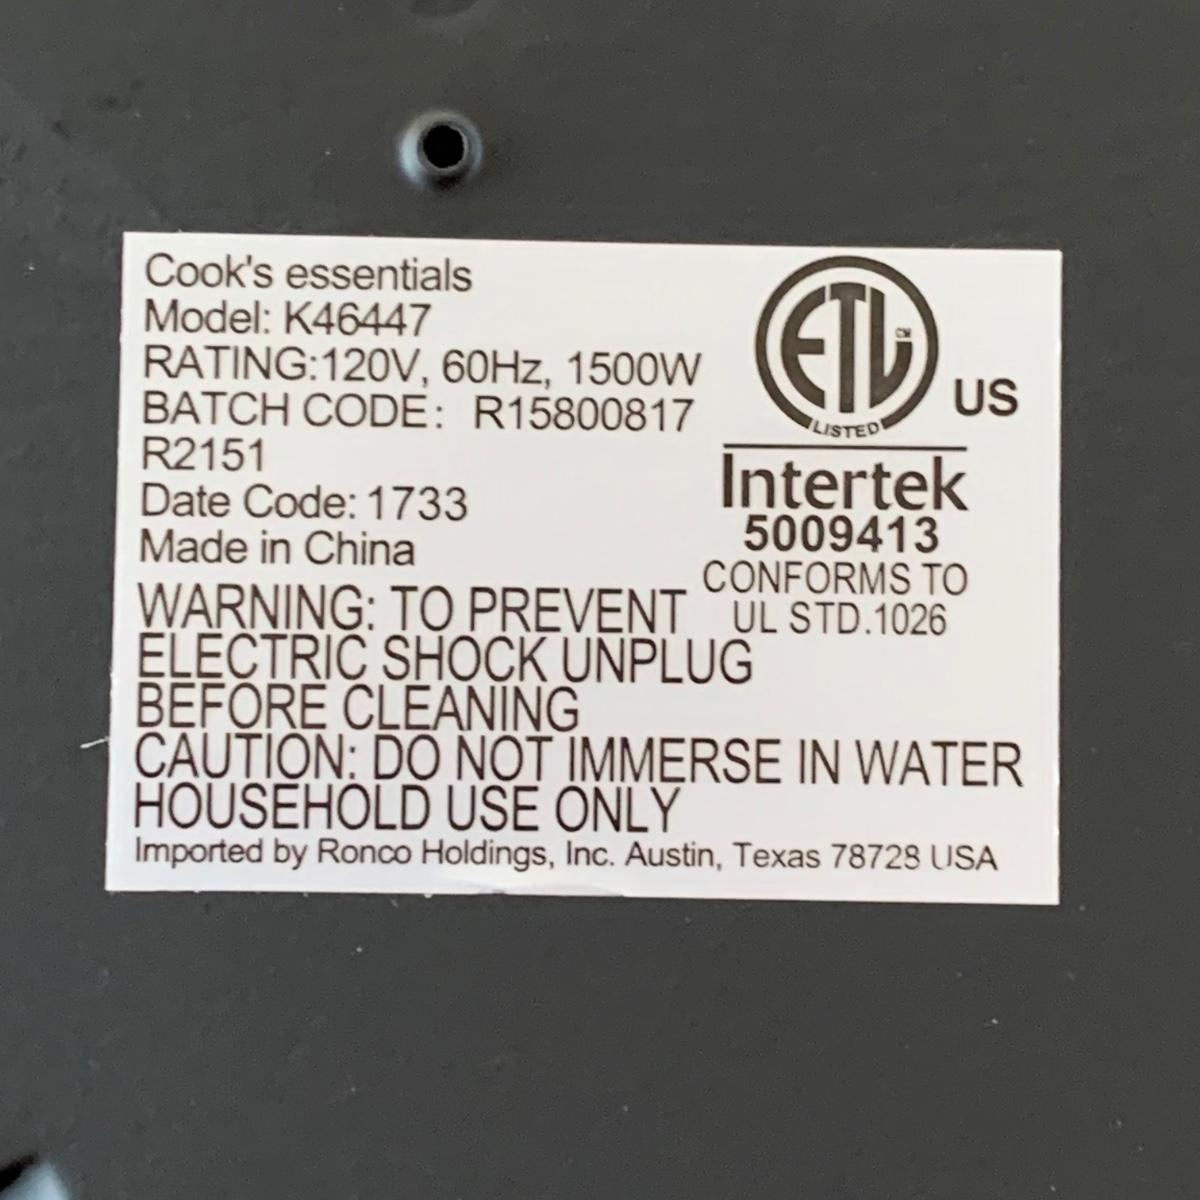 Cook's essentials
Model: K46447
RATING:120V, 60Hz, 1500W
BATCH CODE: R15800817
R2151
Date Code: 1733
Made in China
ETL CM
LISTED
US
Intertek
5009413
CONFORMS TO
UL STD.1026
WARNING: TO PREVENT
ELECTRIC SHOCK UNPLUG
BEFORE CLEANING
CAUTION: DO NOT IMMERSE IN WATER
HOUSEHOLD USE ONLY
Imported by Ronco Holdings, Inc. Austin, Texas 78728 USA